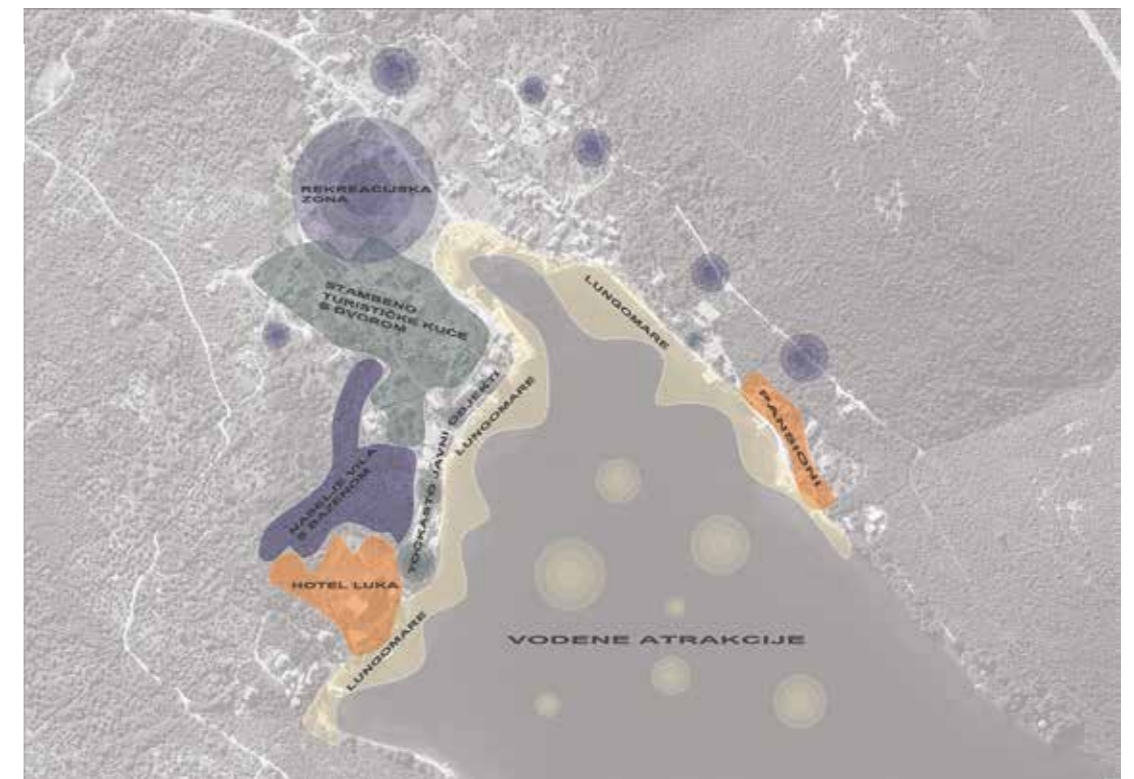 REKREACIJSKA
ZONA
STAMBENO
TURISTIČKE KUĆE
S DVOROM
LUNGOMARE
PANSIONI
TOČKASTO JAVNI OBJEKTI
LUNGOMARE
NASELJE VILA
S BAZENOM
HOTEL LUKA
LUNGOMARE
VODENE ATRAKCIJE